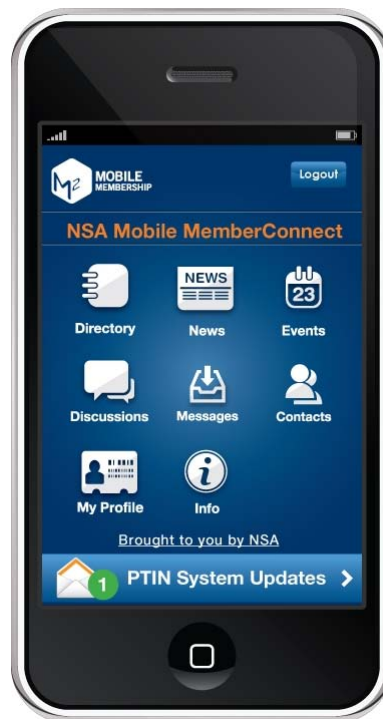 M2
MOBILE
MEMBERSHIP
Logout
NSA Mobile MemberConnect
NEWS
23
Directory
News
Events
Discussions
Messages
Contacts
i
My Profile
Info
Brought to you by NSA
1
PTIN System Updates